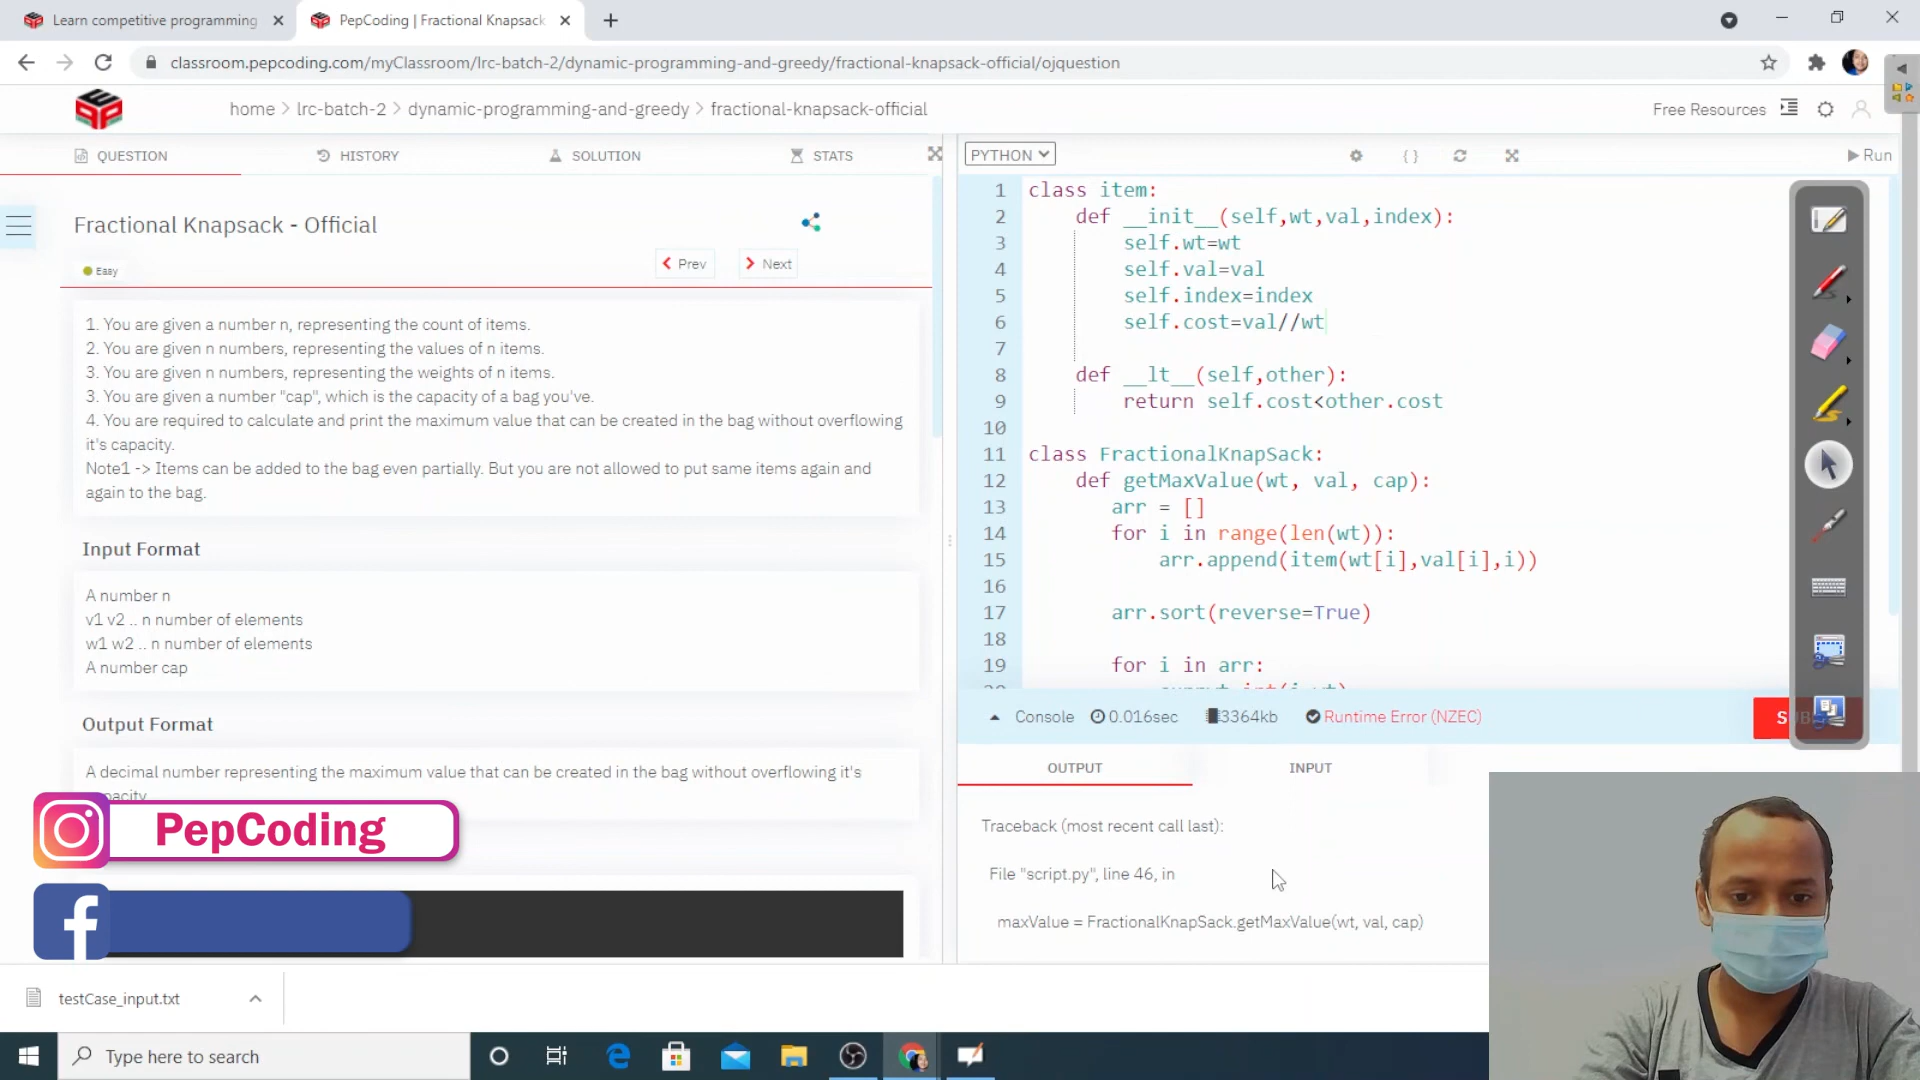 Learn competitive programming
PepCoding | Fractional Knapsack
classroom.pepcoding.com/myClassroom/lrc-batch-2/dynamic-programming-and-greedy/fractional-knapsack-official/ojquestion
home > lrc-batch-2 > dynamic-programming-and-greedy > fractional-knapsack-official
Free Resources
QUESTION
HISTORY
SOLUTION
STATS
Fractional Knapsack - Official
Prev
Next
Easy
1. You are given a number n, representing the count of items.
2. You are given n numbers, representing the values of n items.
3. You are given n numbers, representing the weights of n items.
3. You are given a number "cap", which is the capacity of a bag you've.
4. You are required to calculate and print the maximum value that can be created in the bag without overflowing
it's capacity.
Note1 -> Items can be added to the bag even partially. But you are not allowed to put same items again and
again to the bag.
Input Format
A number n
v1 v2 .. n number of elements
w1 w2 .. n number of elements
A number cap
Output Format
A decimal number representing the maximum value that can be created in the bag without overflowing it's
capacity
PepCoding
PYTHON
Run
1 class item:
2 def __init__(self,wt,val,index):
3 self.wt=wt
4 self.val=val
5 self.index=index
6 self.cost=val//wt
7
8 def __lt__(self,other):
9 return self.cost<other.cost
10
11 class FractionalKnapSack:
12 def getMaxValue(wt, val, cap):
13 arr = []
14 for i in range(len(wt)):
15 arr.append(item(wt[i],val[i],i))
16
17 arr.sort(reverse=True)
18
19 for i in arr:
Console 0.016sec 3364kb Runtime Error (NZEC)
OUTPUT
INPUT
Traceback (most recent call last):
File "script.py", line 46, in
maxValue = FractionalKnapSack.getMaxValue(wt, val, cap)
testCase_input.txt
Type here to search